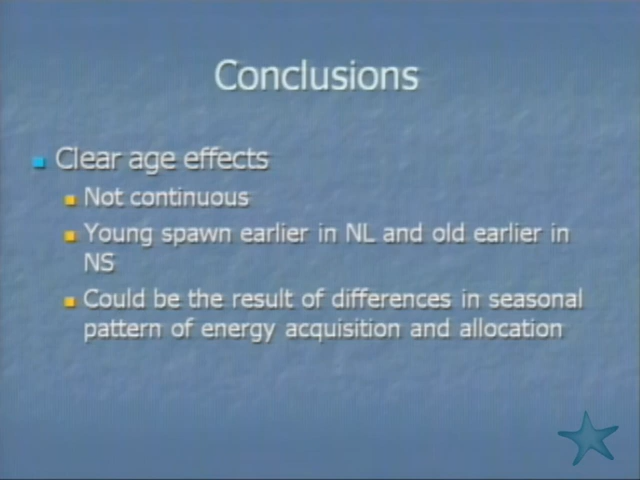 Conclusions
Clear age effects
Not continuous
Young spawn earlier in NL and old earlier in
NS
Could be the result of differences in seasonal
pattern of energy acquisition and allocation